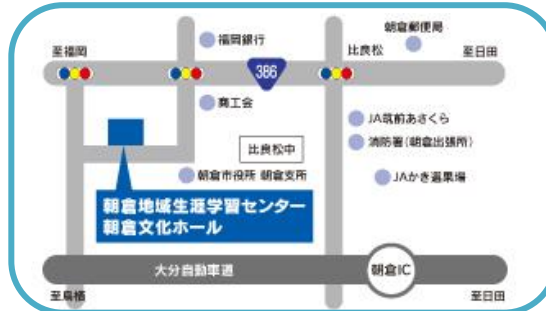 朝倉郵便局
福岡銀行
至福岡
比良松
至日田
386
商工会
JA筑前あさくら
消防署(朝倉出張所)
比良松中
朝倉市役所 朝倉支所
JAかき選果場
朝倉地域生涯学習センター
朝倉文化ホール
大分自動車道
朝倉IC
至鳥栖
至日田